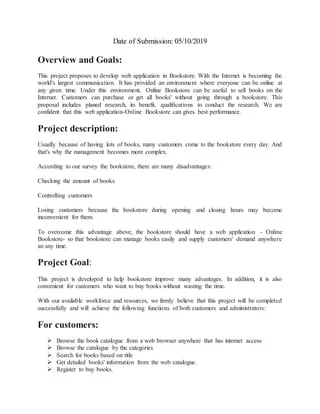 Date of Submission: 05/10/2019
Overview and Goals:
This project proposes to develop web application in Bookstore. With the Internet is becoming the
world's largest communication. It has provided an environment where everyone can be online at
any given time. Under this environment, Online Bookstore can be useful to sell books on the
Internet. Customers can purchase or get all books' without going through a bookstore. This
proposal includes planed research, its benefit, qualifications to conduct the research. We are
confident that this web application-Online Bookstore can gives best performance.
Project description:
Usually because of having lots of books, many customers come to the bookstore every day. And
that's why the management becomes more complex.
According to our survey the bookstore, there are many disadvantages:
Checking the amount of books
Controlling customers
Losing customers because the bookstore during opening and closing hours may become
inconvenient for them.
To overcome this advantage above, the bookstore should have a web application - Online
Bookstore- so that bookstore can manage books easily and supply customers' demand anywhere
an any time.
Project Goal:
This project is developed to help bookstore improve many advantages. In addition, it is also
convenient for customers who want to buy books without wasting the time.
With our available workforce and resources, we firmly believe that this project will be completed
successfully and will achieve the following functions of both customers and administrators:
For customers:
➢ Browse the book catalogue from a web browser anywhere that has internet access
➢ Browse the catalogue by the categories
➢ Search for books based on title
➢ Get detailed books' information from the web catalogue.
➢ Register to buy books.